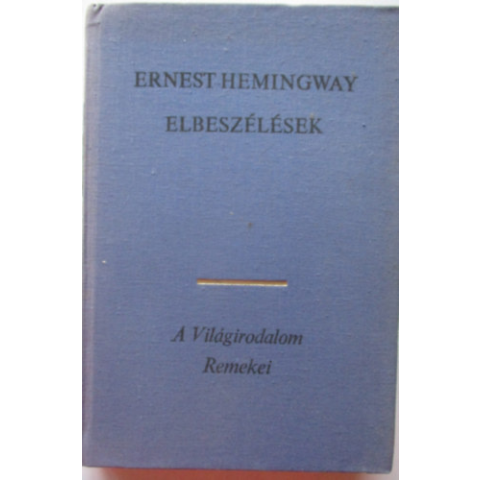 ERNEST HEMINGWAY
ELBESZÉLÉSEK
A Világirodalom
Remekei